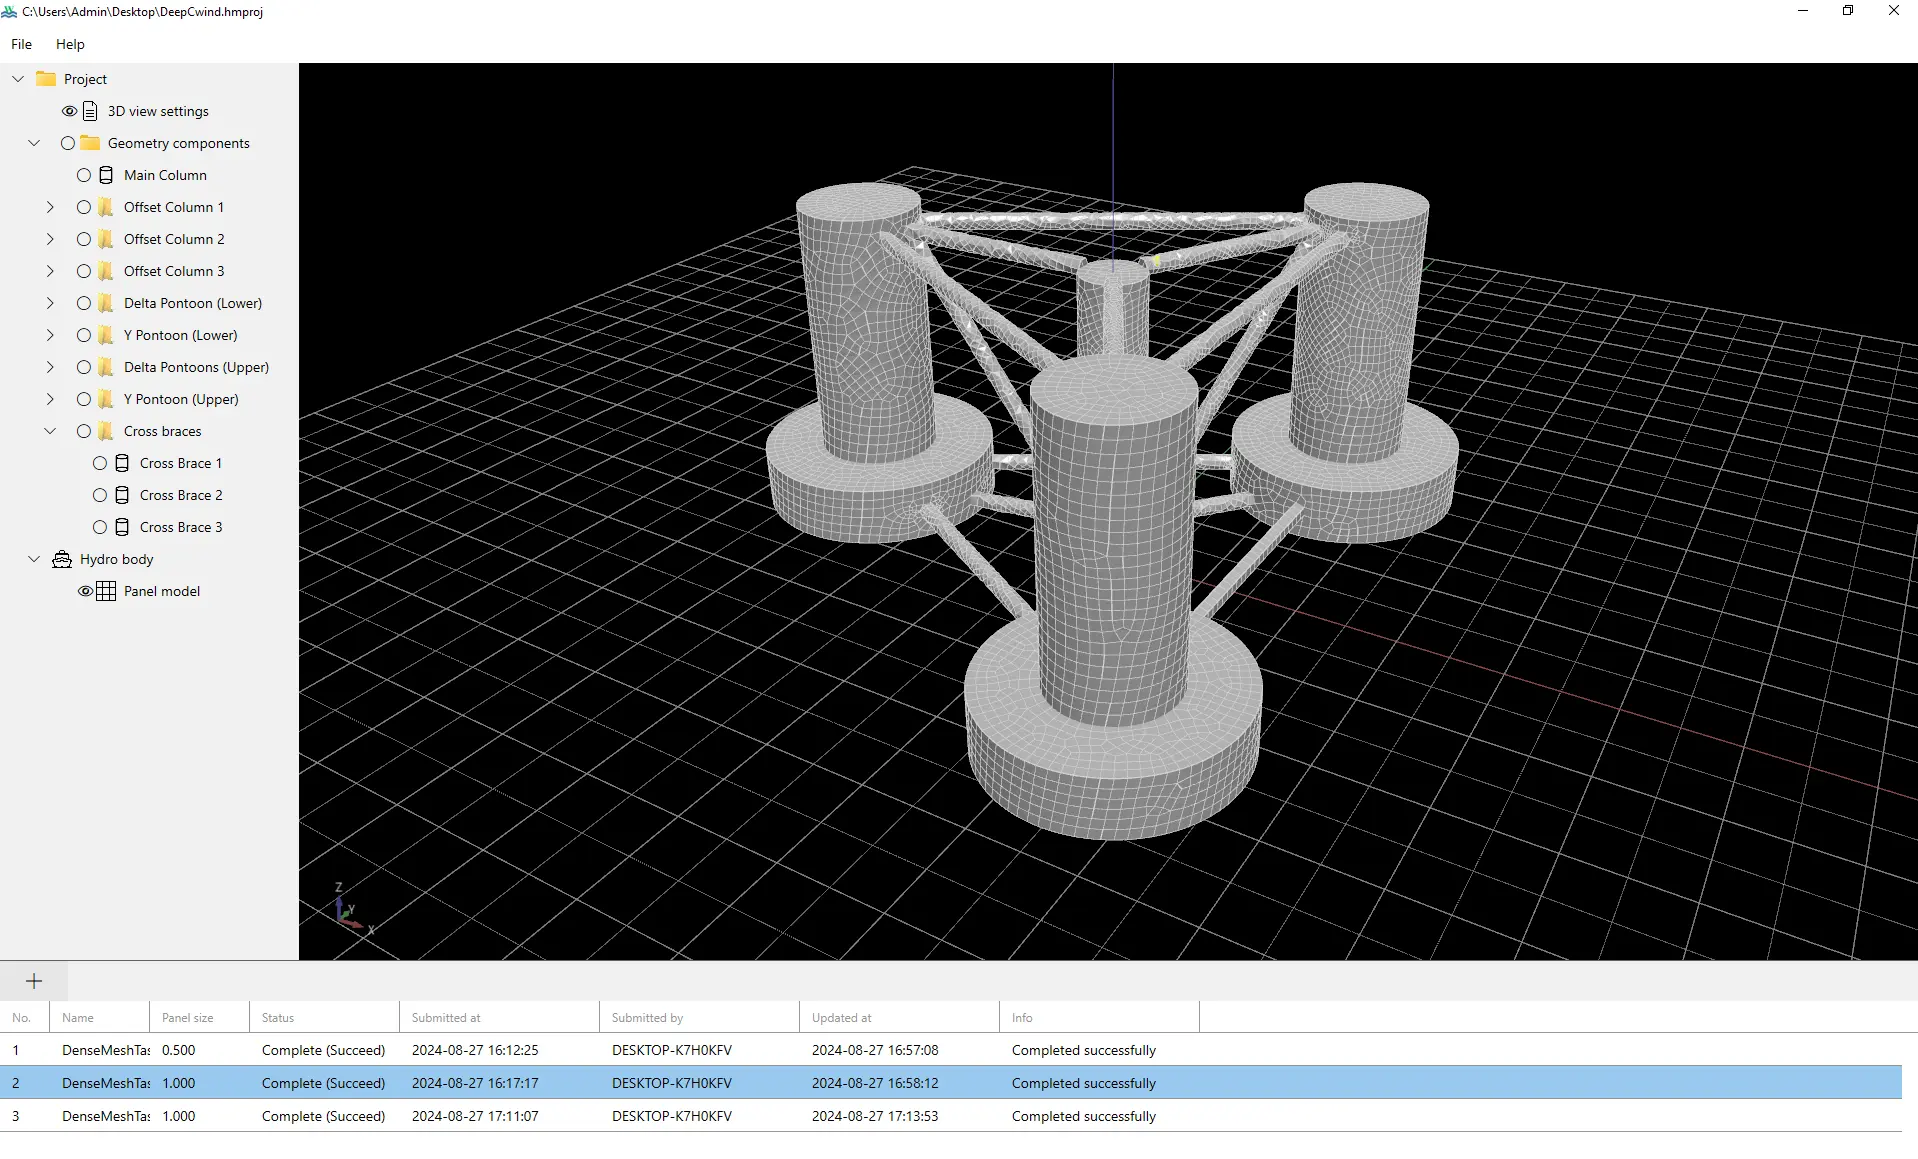 C:\Users\Admin\Desktop\DeepCwind.hmproj
File Help
Project
3D view settings
Geometry components
Main Column
Offset Column 1
Offset Column 2
Offset Column 3
Delta Pontoon (Lower)
Y Pontoon (Lower)
Delta Pontoons (Upper)
Y Pontoon (Upper)
Cross braces
Cross Brace 1
Cross Brace 2
Cross Brace 3
Hydro body
Panel model
Z
Y
X
No. Name Panel size Status Submitted at Submitted by Updated at Info
1 DenseMeshTas 0.500 Complete (Succeed) 2024-08-27 16:12:25 DESKTOP-K7H0KFV 2024-08-27 16:57:08 Completed successfully
2 DenseMeshTas 1.000 Complete (Succeed) 2024-08-27 16:17:17 DESKTOP-K7H0KFV 2024-08-27 16:58:12 Completed successfully
3 DenseMeshTas 1.000 Complete (Succeed) 2024-08-27 17:11:07 DESKTOP-K7H0KFV 2024-08-27 17:13:53 Completed successfully